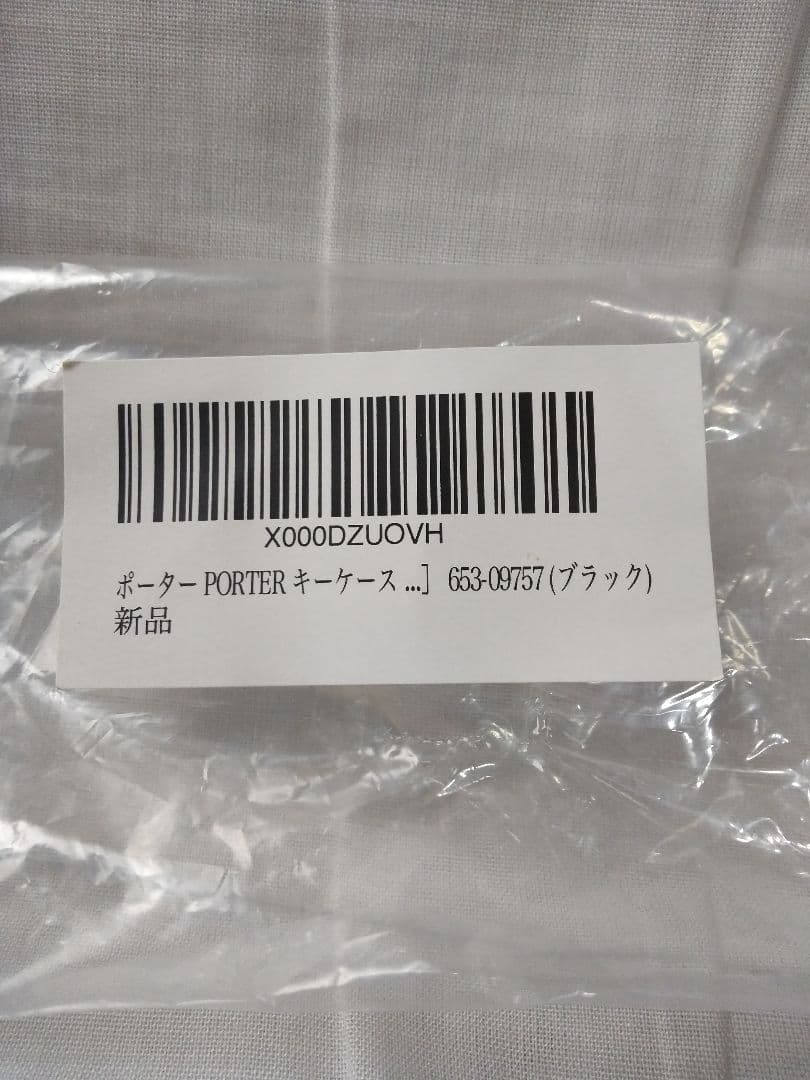 X000DZUOVH
ポーター PORTER キーケース ...］ 653-09757 (ブラック)
新品